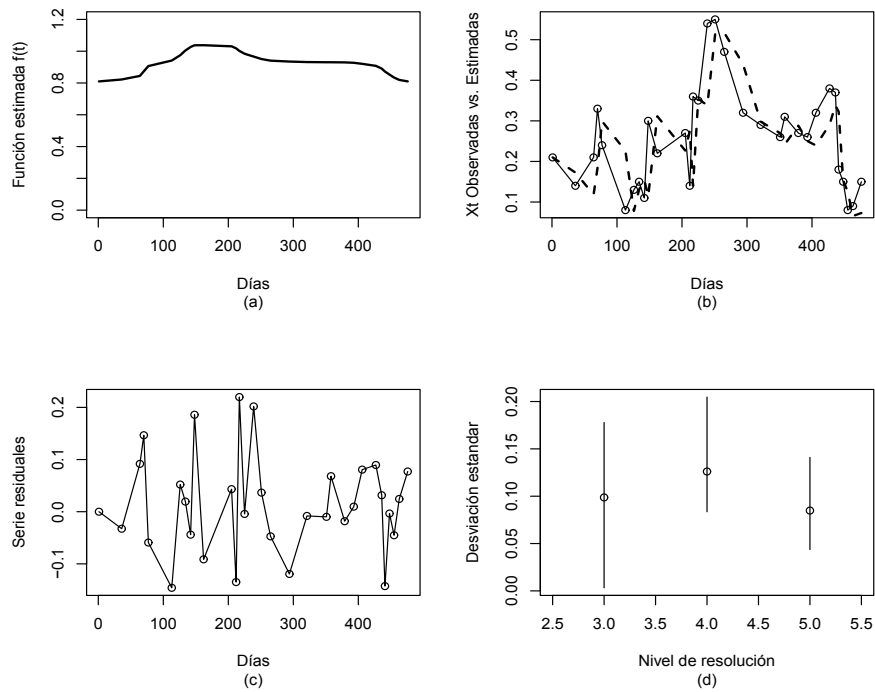 Función estimada f(t)
0.0 0.4 0.8 1.2
0 100 200 300 400
Días
(a)
Xt Observadas vs. Estimadas
0.1 0.2 0.3 0.4 0.5
0 100 200 300 400
Días
(b)
Serie residuales
−0.1 0.0 0.1 0.2
0 100 200 300 400
Días
(c)
Desviación estandar
0.00 0.05 0.10 0.15 0.20
2.5 3.0 3.5 4.0 4.5 5.0 5.5
Nivel de resolución
(d)